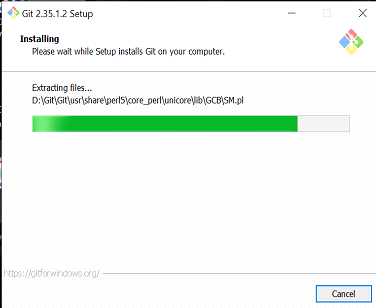 Git 2.35.1.2 Setup
Installing
Please wait while Setup installs Git on your computer.
Extracting files...
D:\Git\Git\usr\share\perl5\core_perl\unicore\lib\GCB\SM.pl
https://gitforwindows.org/
Cancel